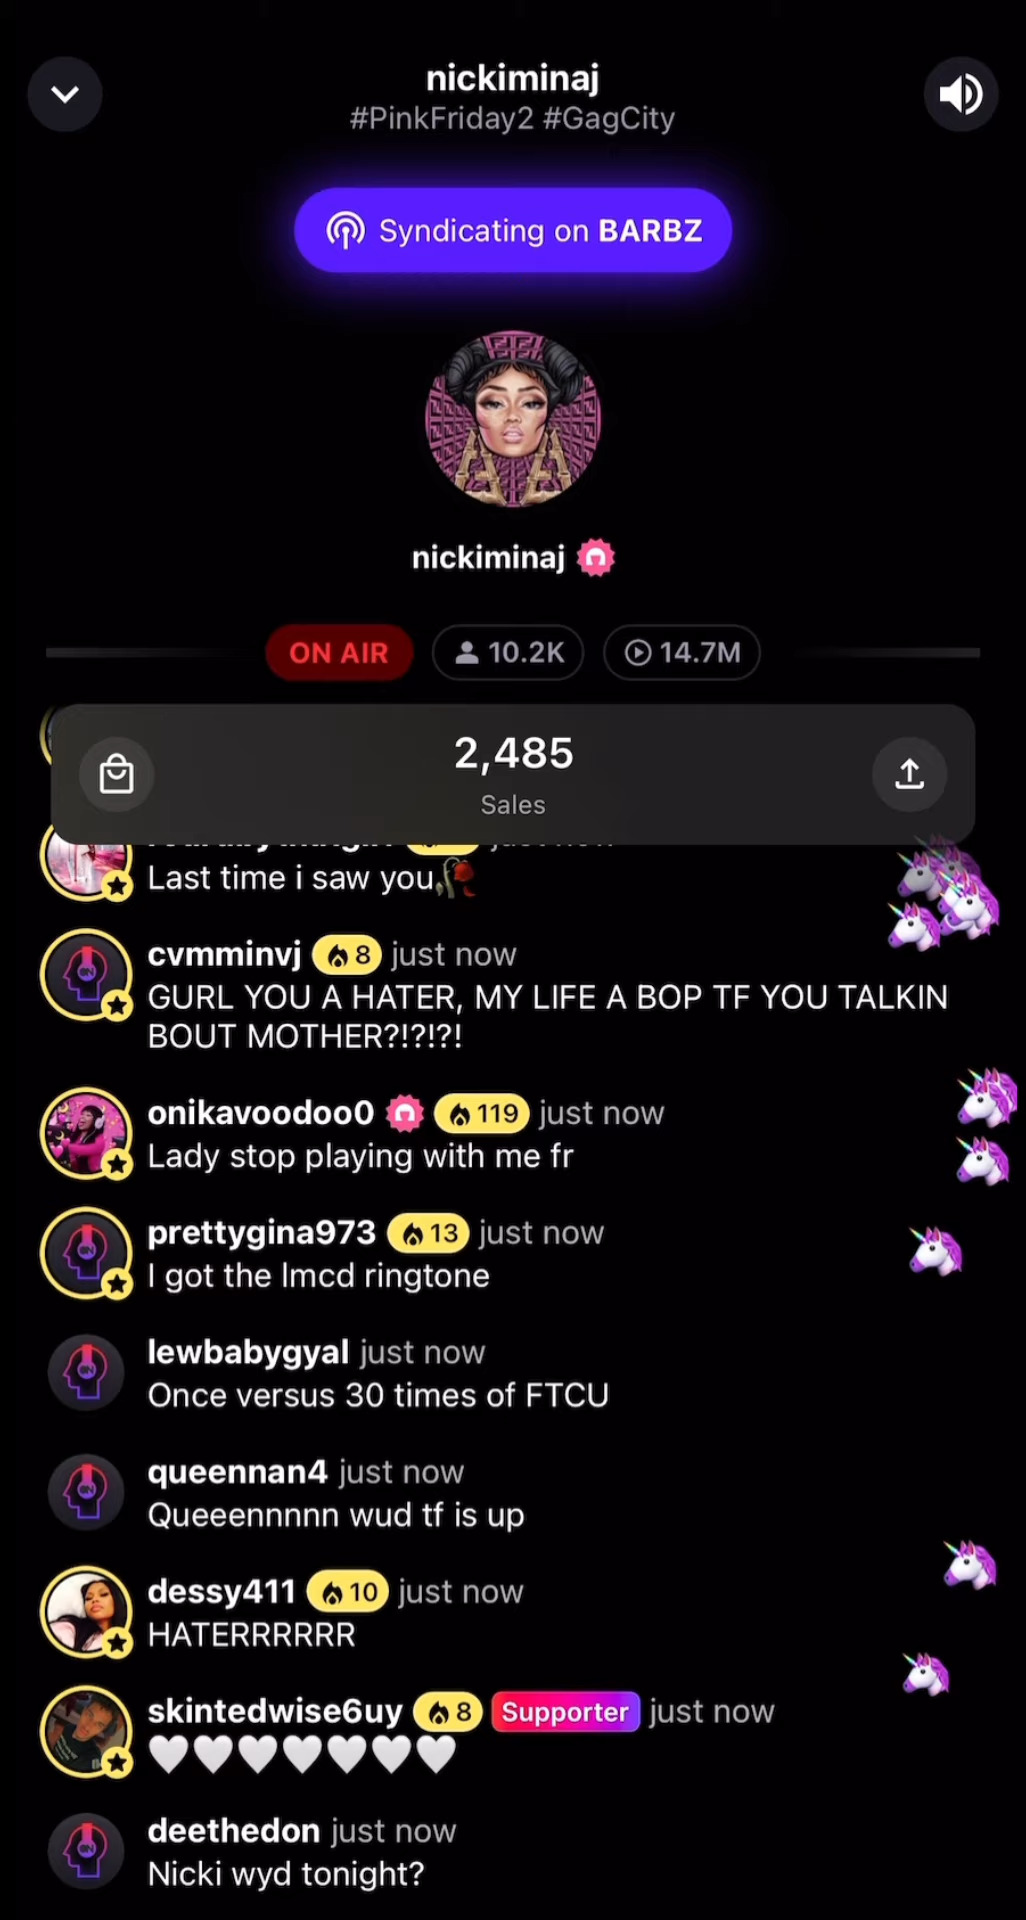 nickiminaj
#PinkFriday2 #GagCity
Syndicating on BARBZ
nickiminaj
ON AIR 10.2K 14.7M
2,485
Sales
just now
Last time i saw you🥀
cvmminvj 8 just now
GURL YOU A HATER, MY LIFE A BOP TF YOU TALKIN
BOUT MOTHER?!?!?!
onikavoodoo0 119 just now
Lady stop playing with me fr
prettygina973 13 just now
I got the lmcd ringtone
lewbabygyal just now
Once versus 30 times of FTCU
queennan4 just now
Queeennnnn wud tf is up
dessy411 10 just now
HATERRRRRR
skintedwise6uy 8 Supporter just now
🤍🤍🤍🤍🤍🤍🤍
deethedon just now
Nicki wyd tonight?